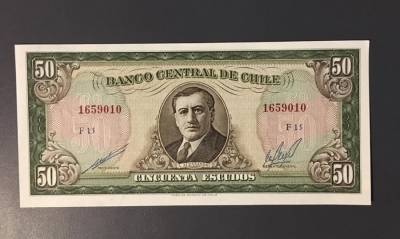 50 BANCO CENTRAL DE CHILE 50
1659010 1659010
F 15 F 15
50 CINCUENTA ESCUDOS 50